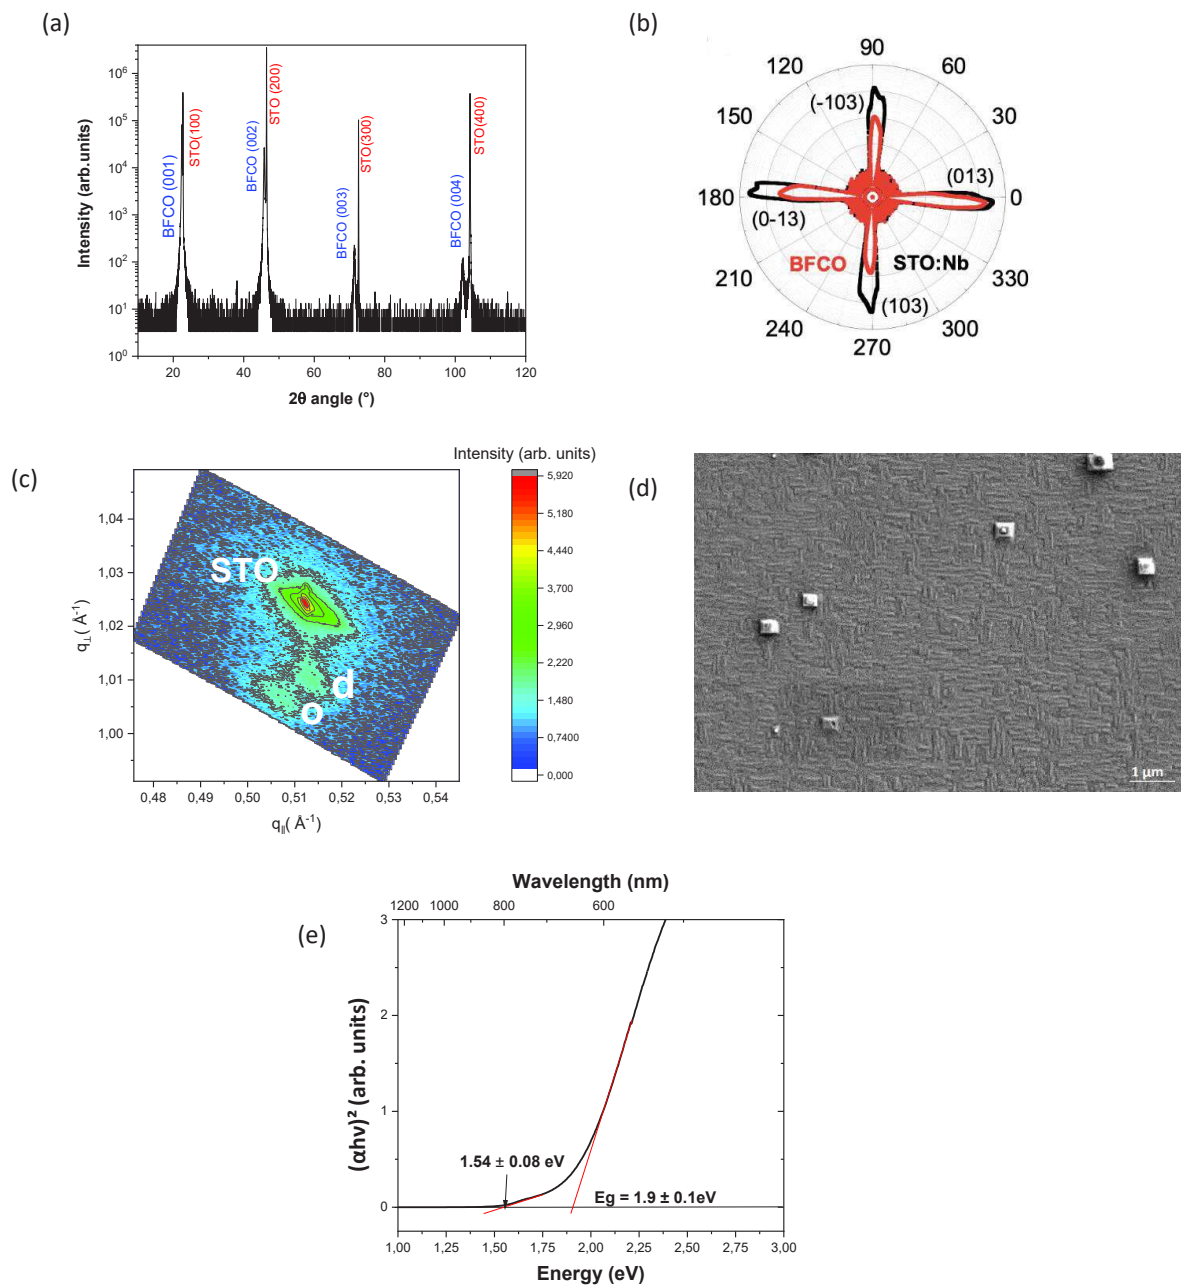 (a)
Intensity (arb.units)
10⁶
10⁵
10⁴
10³
10²
10¹
10⁰
BFCO (001)
STO(100)
BFCO (002)
STO (200)
BFCO (003)
STO(300)
BFCO (004)
STO(400)
20 40 60 80 100 120
2θ angle (°)
(b)
90
120 60
150 30
180 0
210 330
240 300
270
(-103)
(013)
(0-13)
(103)
BFCO STO:Nb
(c)
Intensity (arb. units)
5,920
5,180
4,440
3,700
2,960
2,220
1,480
0,7400
0,000
q⊥( Å⁻¹)
1,04
1,03
1,02
1,01
1,00
STO
d
o
0,48 0,49 0,50 0,51 0,52 0,53 0,54
q||( Å⁻¹)
(d)
1 µm
(e)
Wavelength (nm)
1200 1000 800 600
(αhν)² (arb. units)
3
2
1
0
1.54 ± 0.08 eV
Eg = 1.9 ± 0.1eV
1,00 1,25 1,50 1,75 2,00 2,25 2,50 2,75 3,00
Energy (eV)